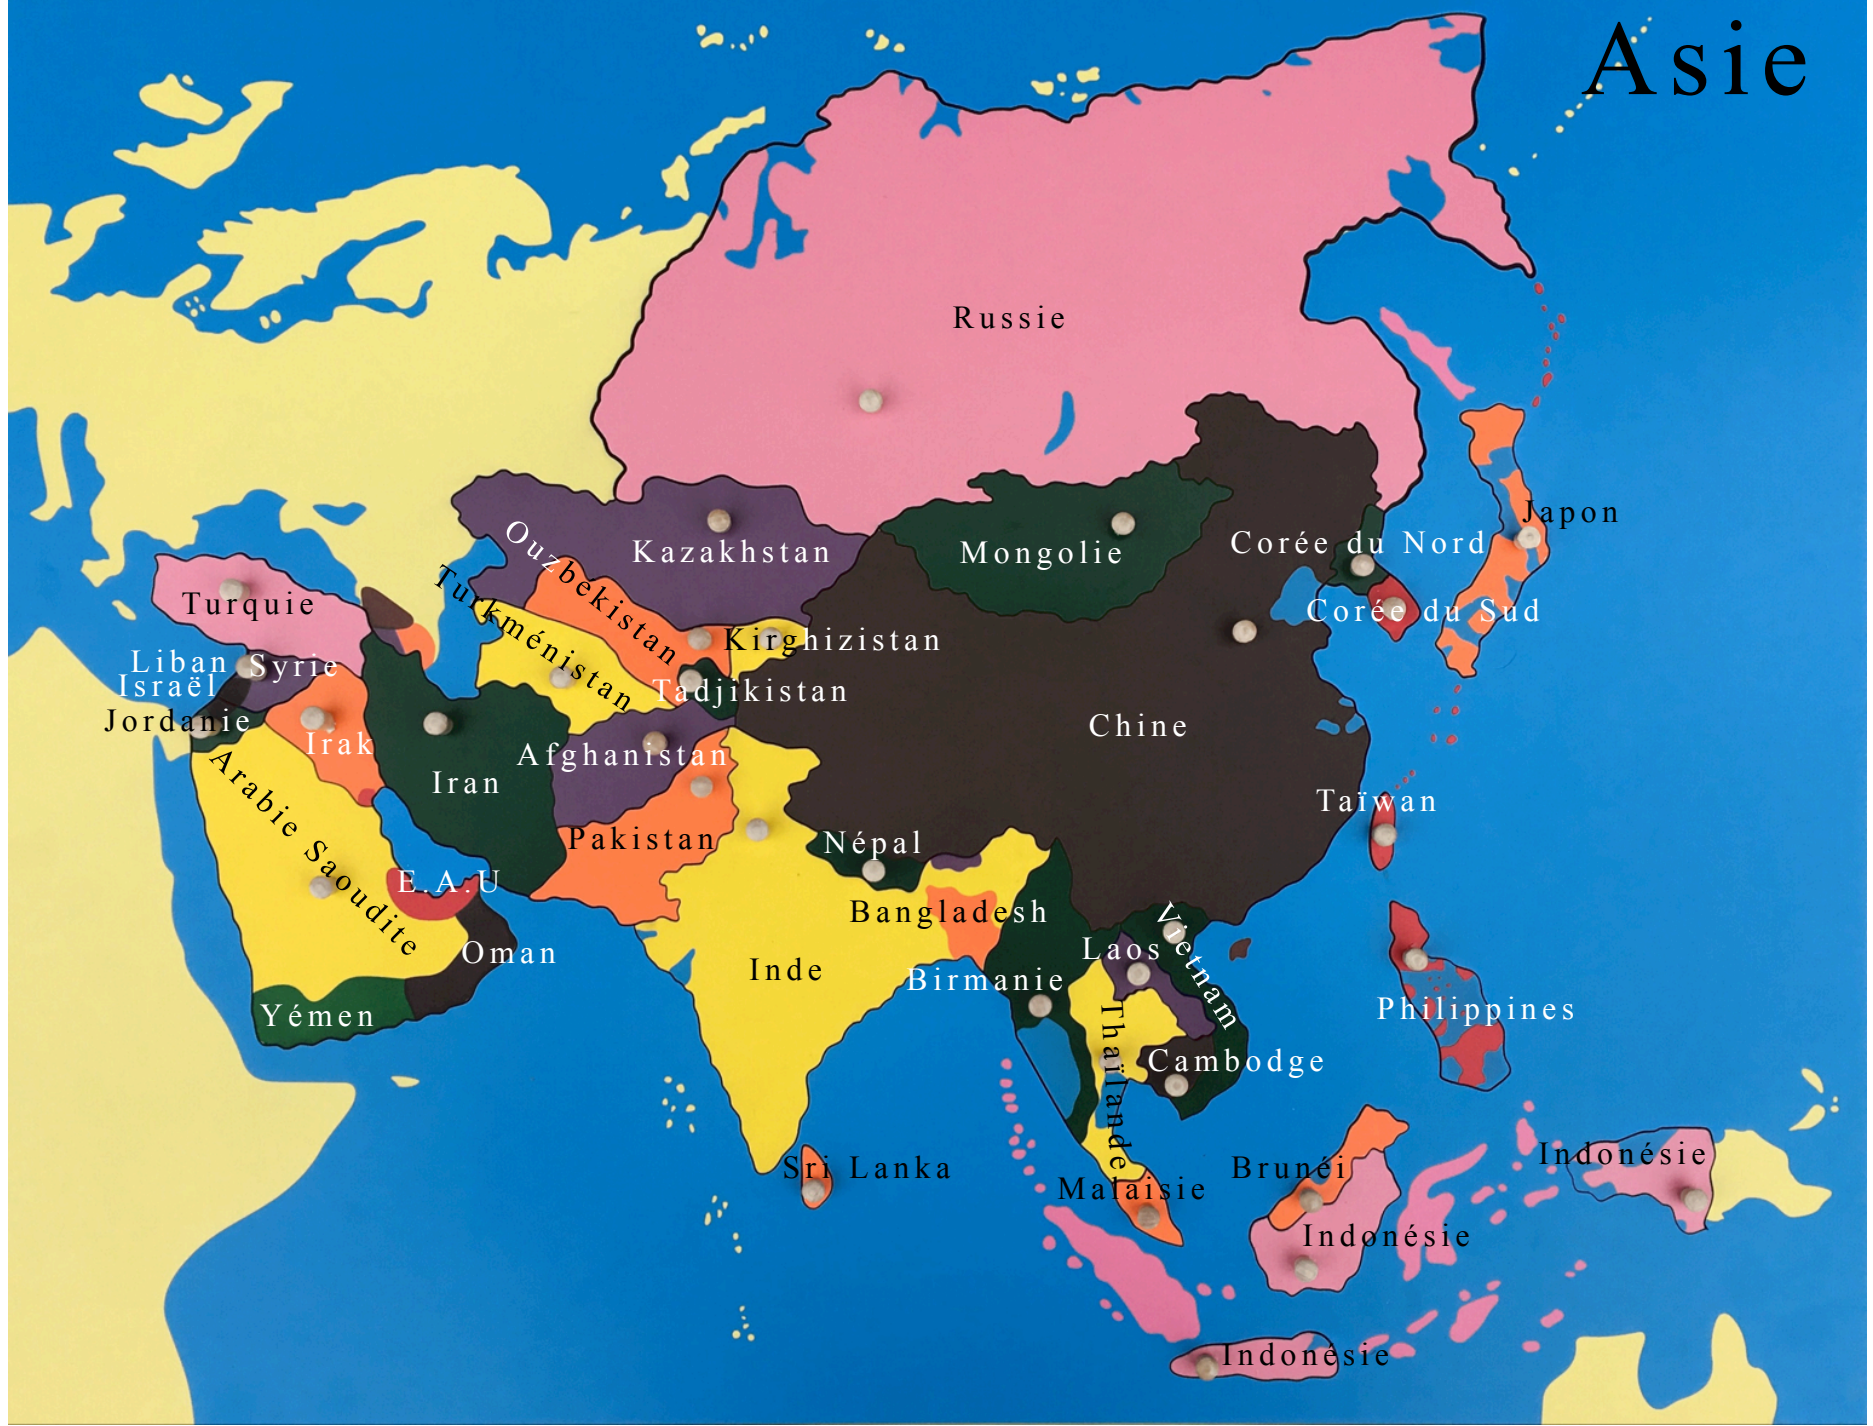 Asie
Russie
Japon
Ouzbékistan
Kazakhstan
Mongolie
Corée du Nord
Turkménistan
Turquie
Corée du Sud
Kirghizistan
Liban
Syrie
Israël
Tadjikistan
Jordanie
Chine
Irak
Afghanistan
Iran
Arabie Saoudite
Taïwan
Pakistan
Népal
E.A.U
Bangladesh
Vietnam
Laos
Oman
Inde
Birmanie
Philippines
Yémen
Thaïlande
Cambodge
Indonésie
Sri Lanka
Brunéi
Malaisie
Indonésie
Indonésie